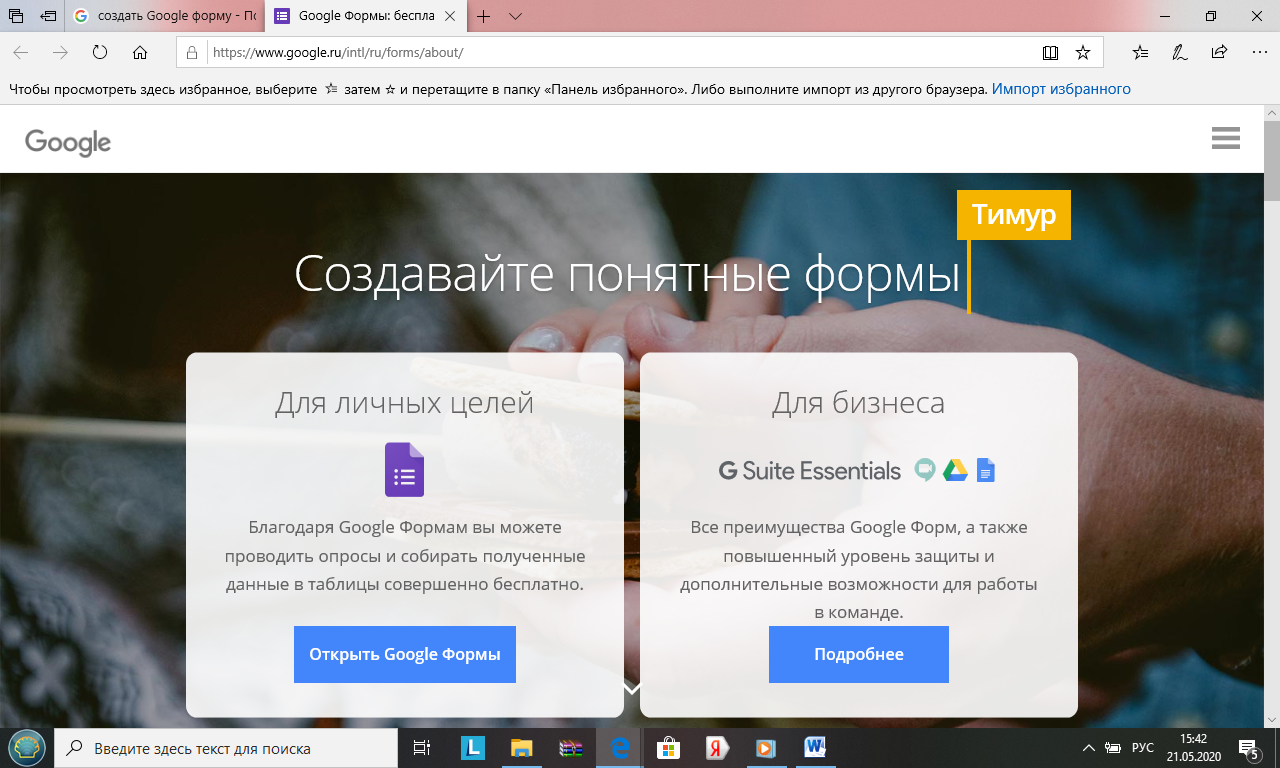 создать Google форму - По
Google Формы: беспла
https://www.google.ru/intl/ru/forms/about/
Чтобы просмотреть здесь избранное, выберите затем и перетащите в папку «Панель избранного». Либо выполните импорт из другого браузера. Импорт избранного
Google
Тимур
Создавайте понятные формы
Для личных целей
Благодаря Google Формам вы можете
проводить опросы и собирать полученные
данные в таблицы совершенно бесплатно.
Открыть Google Формы
Для бизнеса
G Suite Essentials
Все преимущества Google Форм, а также
повышенный уровень защиты и
дополнительные возможности для работы
в команде.
Подробнее
Введите здесь текст для поиска
L
Я
W
РУС
15:42
21.05.2020
5